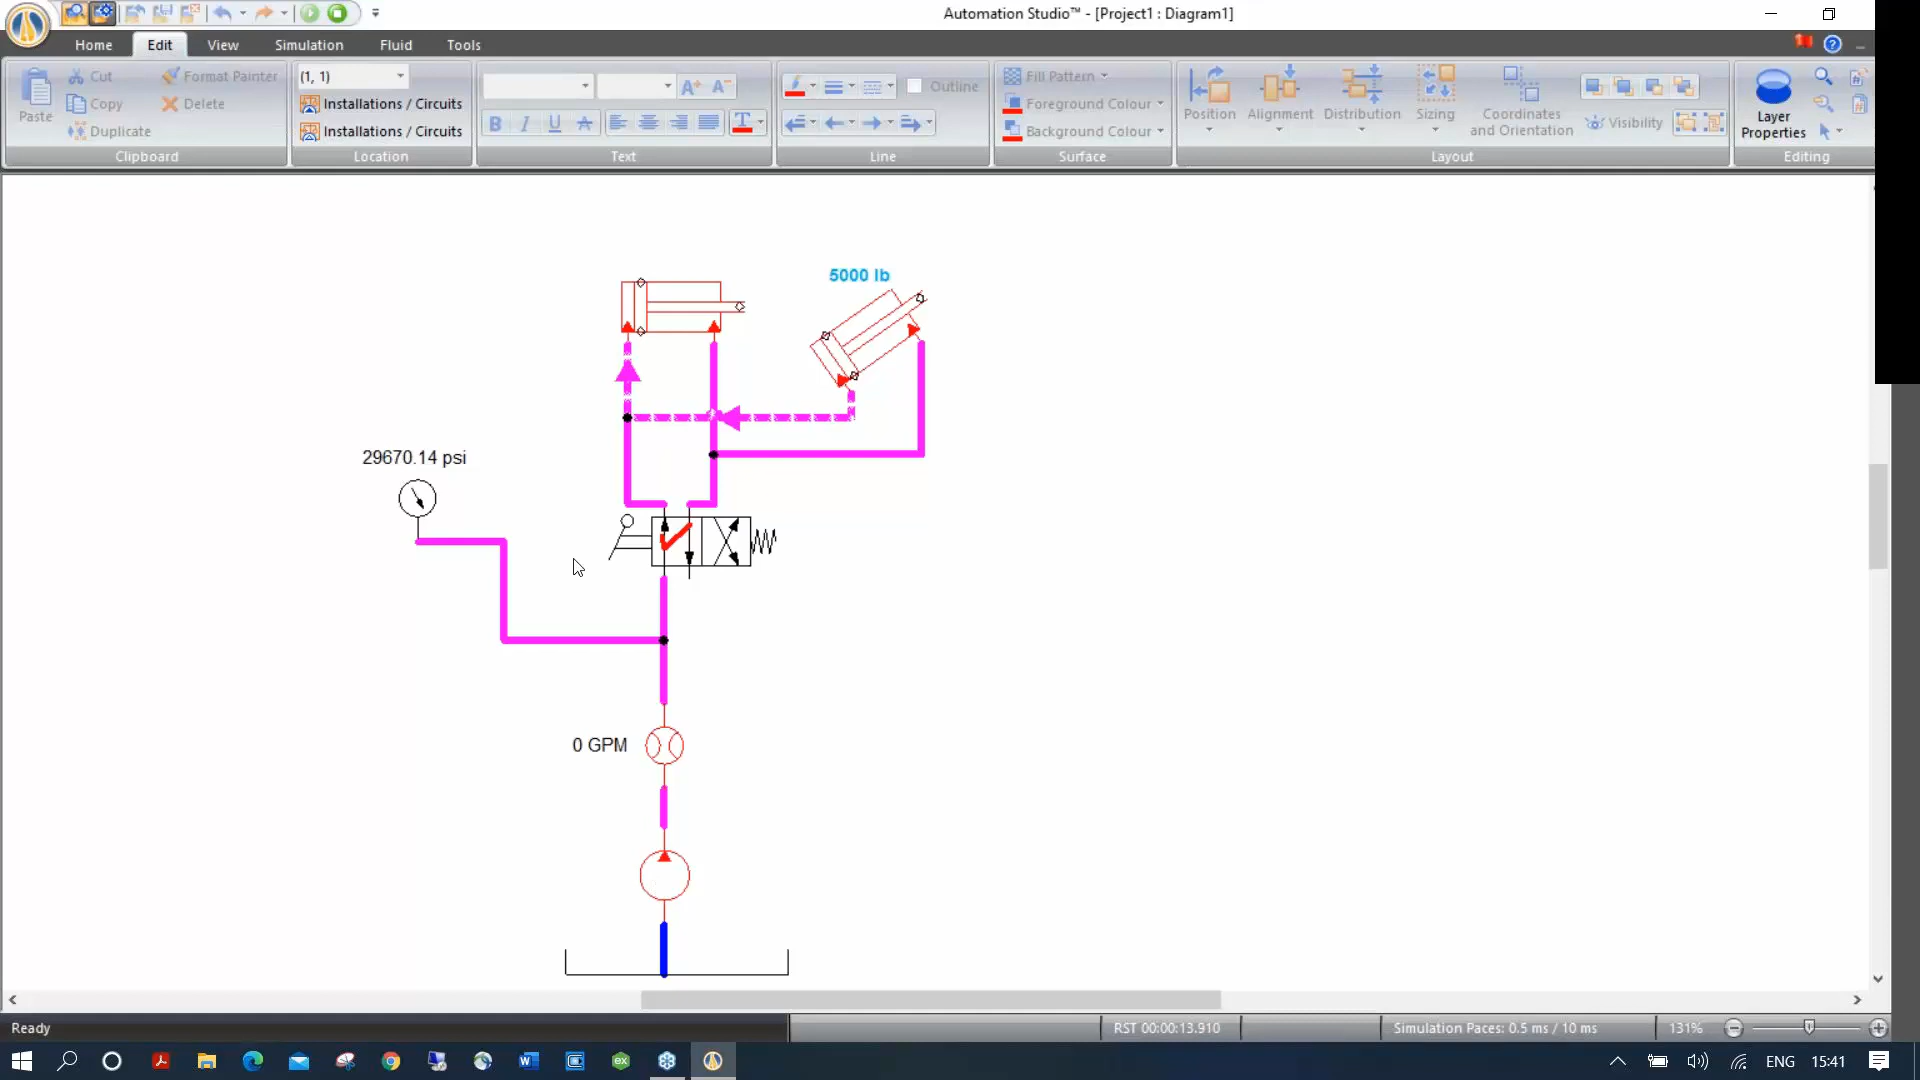 Automation Studio™ - [Project1 : Diagram1]
Home Edit View Simulation Fluid Tools
Paste
Cut
Copy
Duplicate
Format Painter
Delete
Clipboard
(1, 1)
Installations / Circuits
Installations / Circuits
Location
A+ A-
B I U A
Text
Outline
Line
Fill Pattern
Foreground Colour
Background Colour
Surface
Position
Alignment
Distribution
Sizing
Coordinates
and Orientation
Visibility
Layout
Layer
Properties
Editing
5000 lb
29670.14 psi
0 GPM
Ready
RST 00:00:13.910
Simulation Paces: 0.5 ms / 10 ms
131%
ENG 15:41